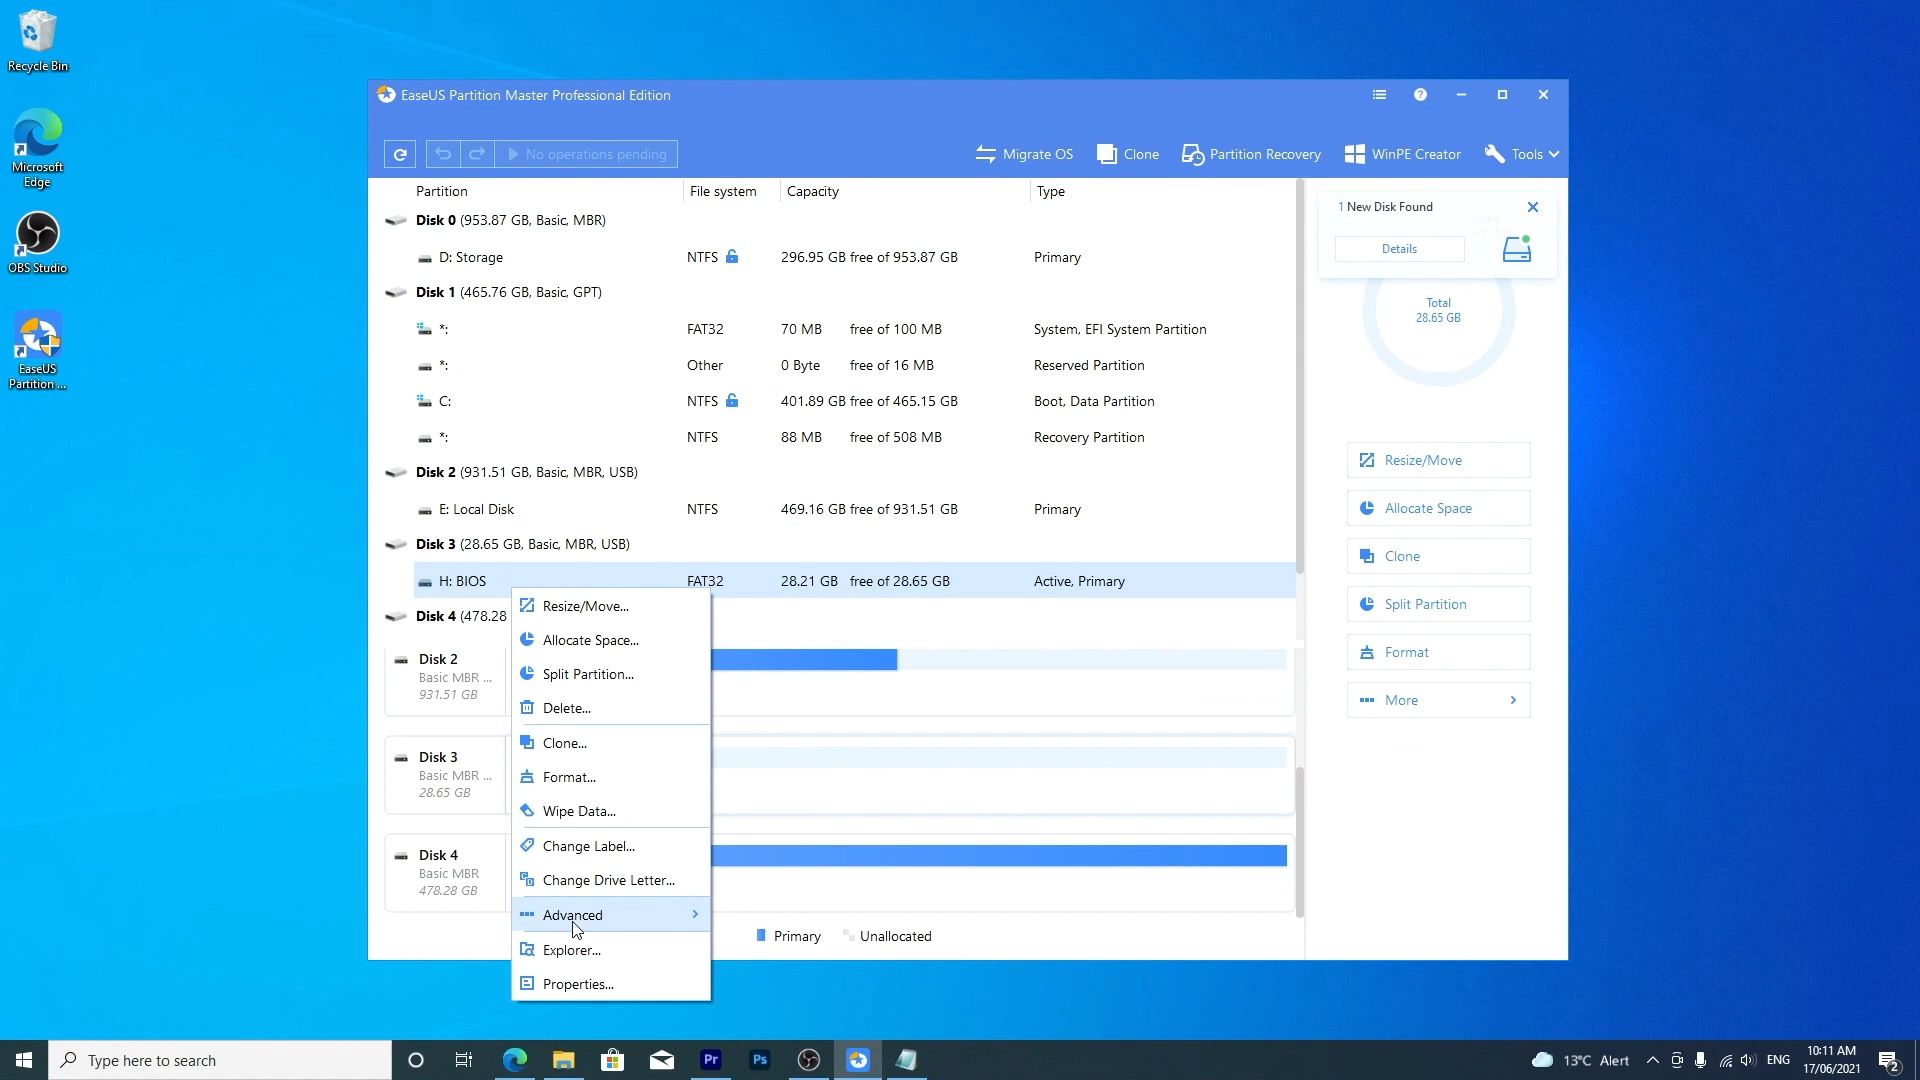 Recycle Bin
Microsoft
Edge
OBS Studio
EaseUS
Partition ...
EaseUS Partition Master Professional Edition
No operations pending
Migrate OS
Clone
Partition Recovery
WinPE Creator
Tools
Partition
File system
Capacity
Type
Disk 0 (953.87 GB, Basic, MBR)
D: Storage NTFS 296.95 GB free of 953.87 GB Primary
Disk 1 (465.76 GB, Basic, GPT)
*: FAT32 70 MB free of 100 MB System, EFI System Partition
*: Other 0 Byte free of 16 MB Reserved Partition
C: NTFS 401.89 GB free of 465.15 GB Boot, Data Partition
*: NTFS 88 MB free of 508 MB Recovery Partition
Disk 2 (931.51 GB, Basic, MBR, USB)
E: Local Disk NTFS 469.16 GB free of 931.51 GB Primary
Disk 3 (28.65 GB, Basic, MBR, USB)
H: BIOS FAT32 28.21 GB free of 28.65 GB Active, Primary
Disk 4 (478.28
Disk 2
Basic MBR ...
931.51 GB
Disk 3
Basic MBR ...
28.65 GB
Disk 4
Basic MBR
478.28 GB
Primary
Unallocated
Resize/Move...
Allocate Space...
Split Partition...
Delete...
Clone...
Format...
Wipe Data...
Change Label...
Change Drive Letter...
Advanced
Explorer...
Properties...
1 New Disk Found
Details
Total
28.65 GB
Resize/Move
Allocate Space
Clone
Split Partition
Format
More
Type here to search
Pr
Ps
13°C Alert
ENG
10:11 AM
17/06/2021
2